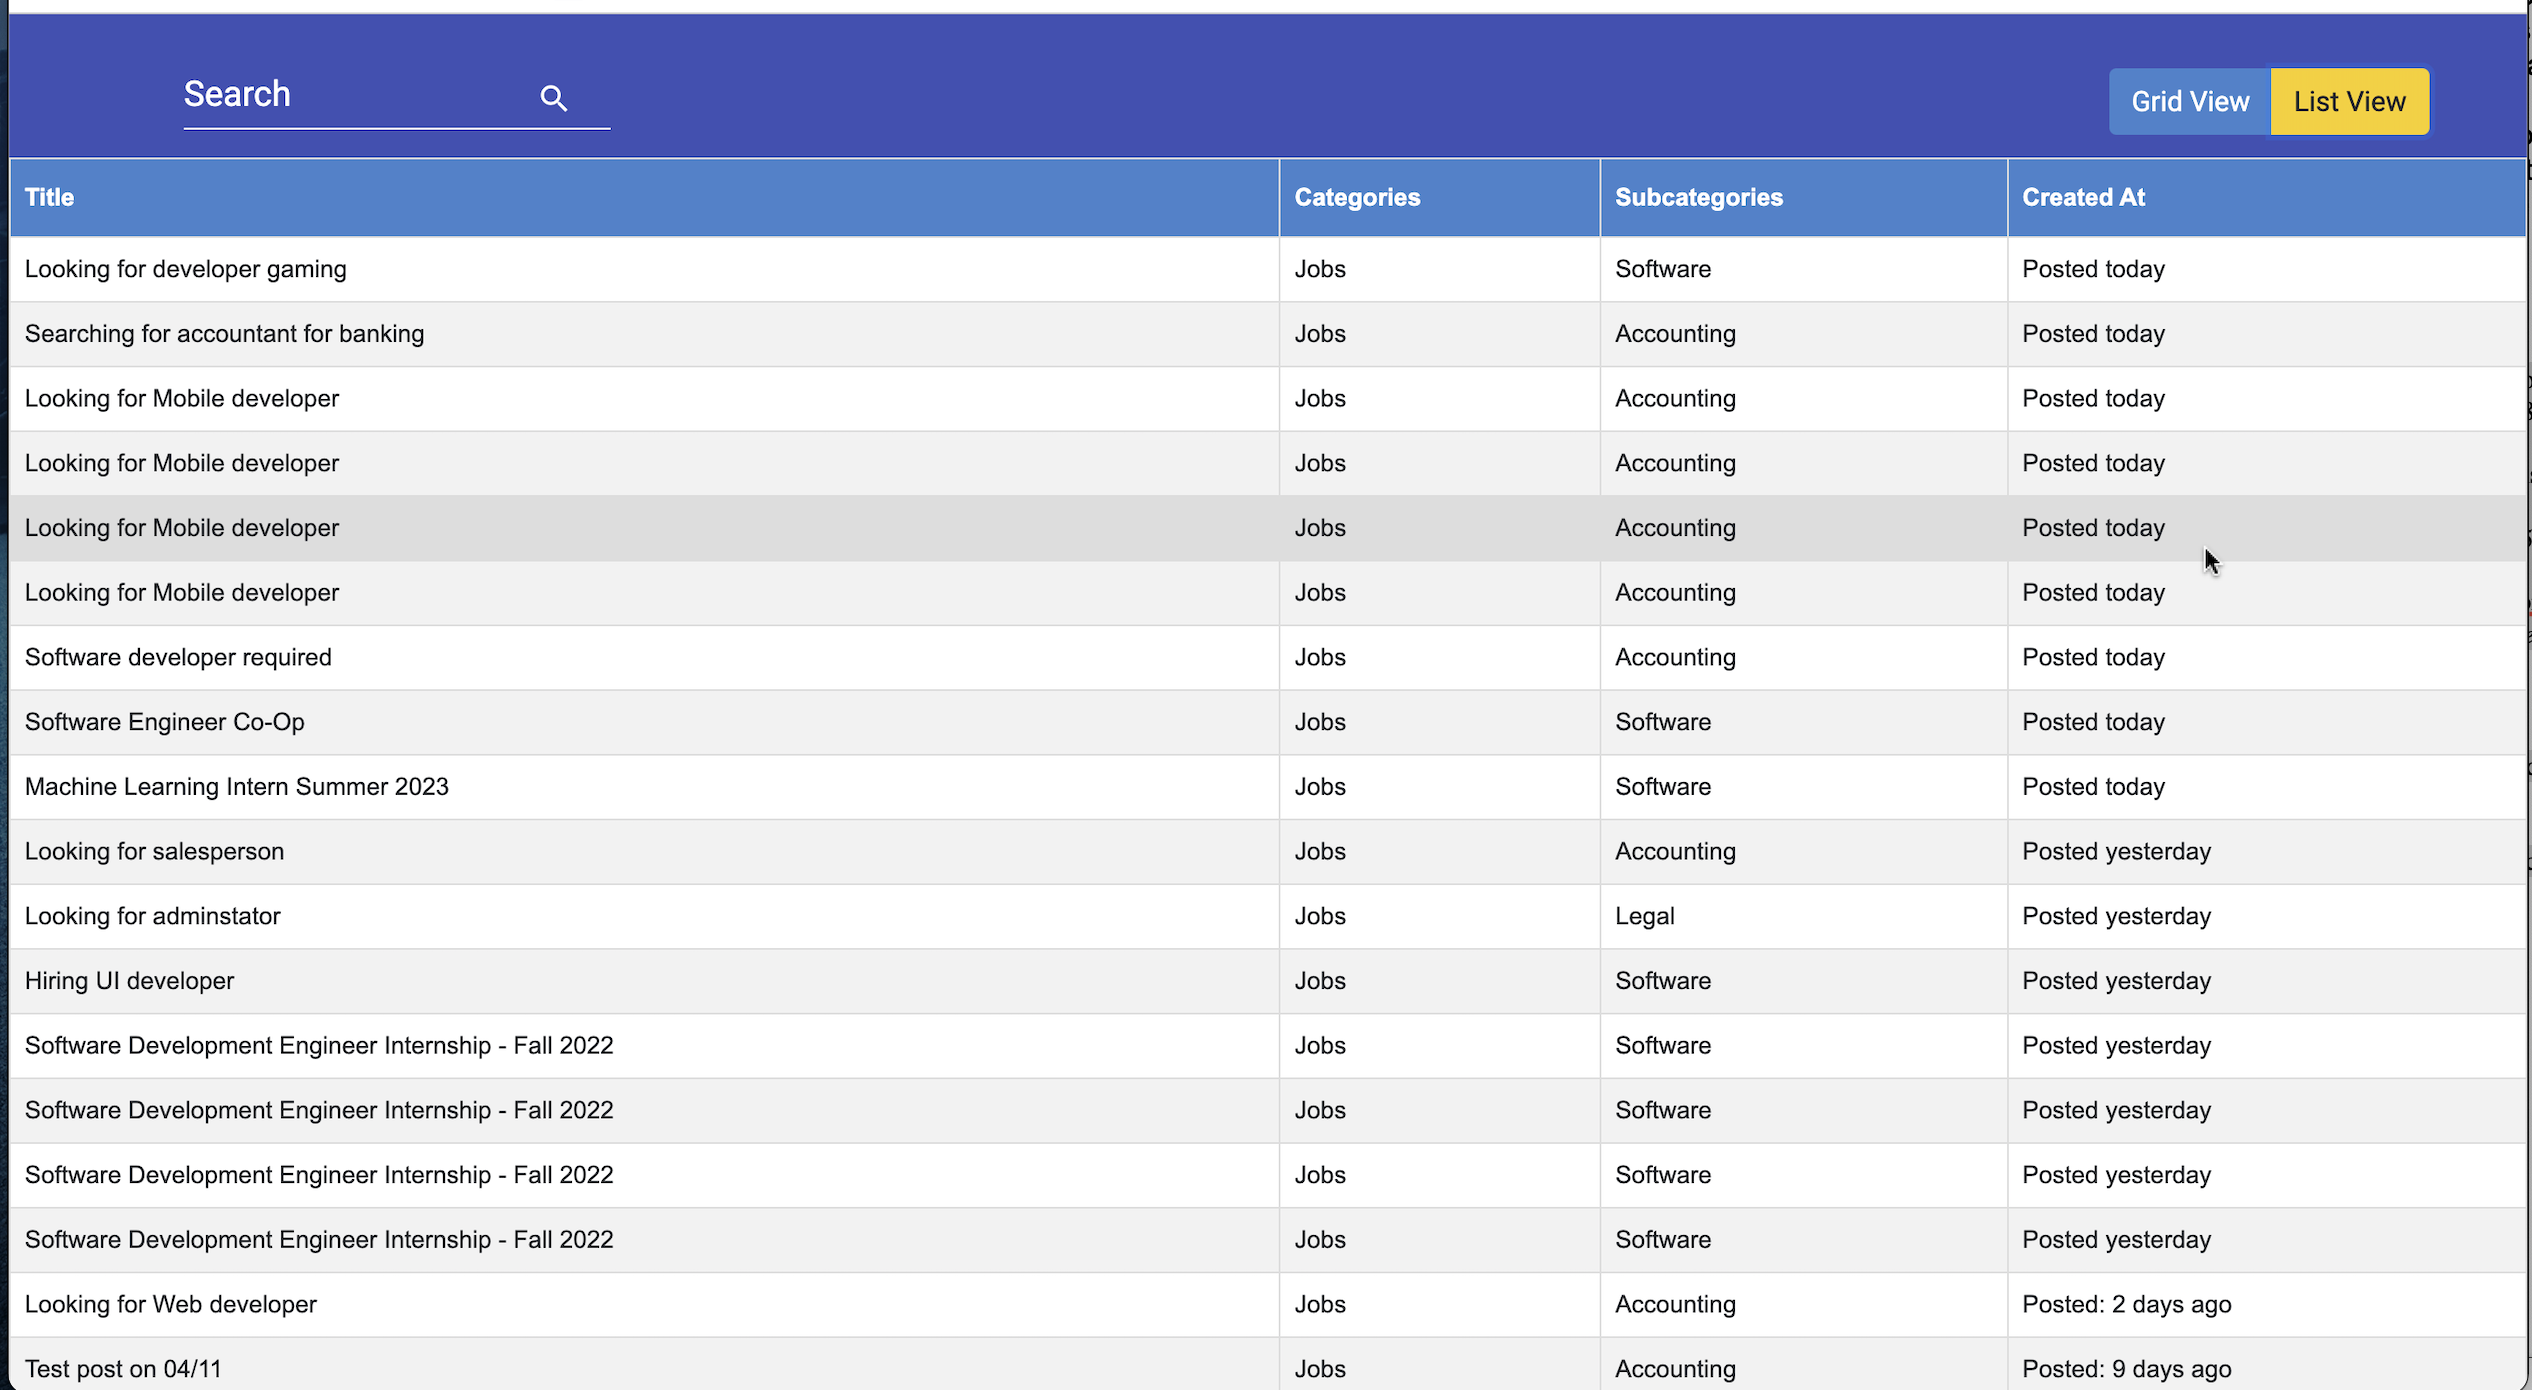 Search
Grid View List View
Title Categories Subcategories Created At
Looking for developer gaming Jobs Software Posted today
Searching for accountant for banking Jobs Accounting Posted today
Looking for Mobile developer Jobs Accounting Posted today
Looking for Mobile developer Jobs Accounting Posted today
Looking for Mobile developer Jobs Accounting Posted today
Looking for Mobile developer Jobs Accounting Posted today
Software developer required Jobs Accounting Posted today
Software Engineer Co-Op Jobs Software Posted today
Machine Learning Intern Summer 2023 Jobs Software Posted today
Looking for salesperson Jobs Accounting Posted yesterday
Looking for adminstator Jobs Legal Posted yesterday
Hiring UI developer Jobs Software Posted yesterday
Software Development Engineer Internship - Fall 2022 Jobs Software Posted yesterday
Software Development Engineer Internship - Fall 2022 Jobs Software Posted yesterday
Software Development Engineer Internship - Fall 2022 Jobs Software Posted yesterday
Software Development Engineer Internship - Fall 2022 Jobs Software Posted yesterday
Looking for Web developer Jobs Accounting Posted: 2 days ago
Test post on 04/11 Jobs Accounting Posted: 9 days ago